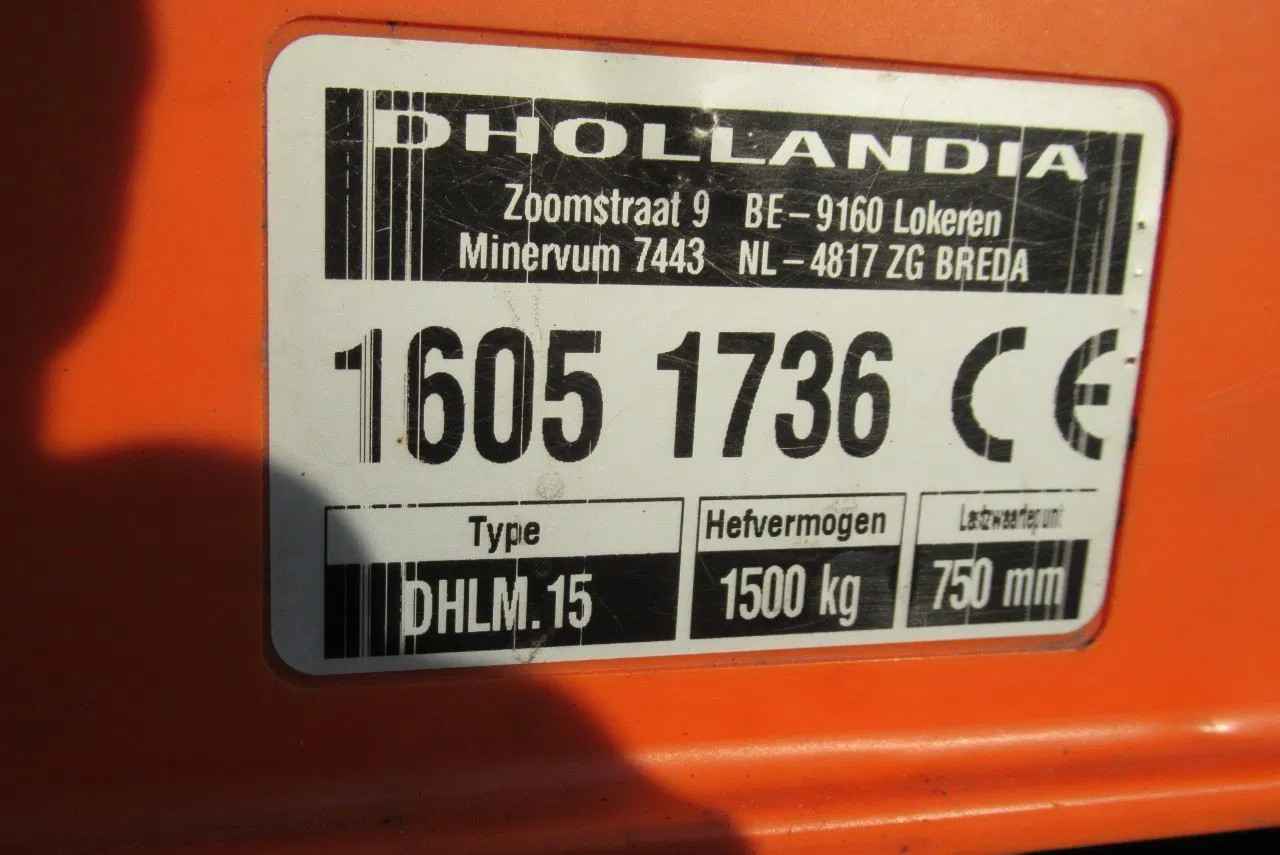 DHOLLANDIA
Zoomstraat 9 BE-9160 Lokeren
Minervum 7443 NL-4817 ZG BREDA
1605 1736 CE
Type Hefvermogen Lastzwaartepunt
DHLM.15 1500 kg 750 mm